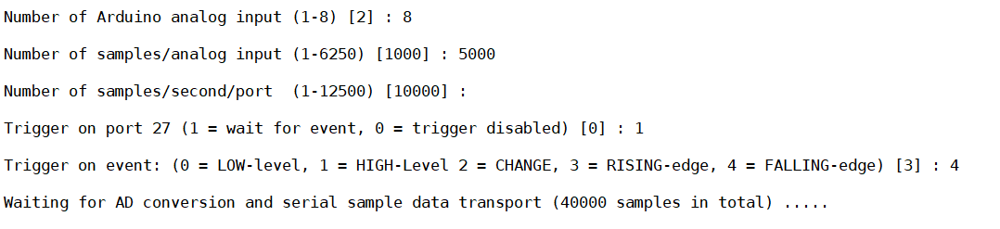 Number of Arduino analog input (1-8) [2] : 8
Number of samples/analog input (1-6250) [1000] : 5000
Number of samples/second/port  (1-12500) [10000] :
Trigger on port 27 (1 = wait for event, 0 = trigger disabled) [0] : 1
Trigger on event: (0 = LOW-level, 1 = HIGH-Level 2 = CHANGE, 3 = RISING-edge, 4 = FALLING-edge) [3] : 4
Waiting for AD conversion and serial sample data transport (40000 samples in total) .....